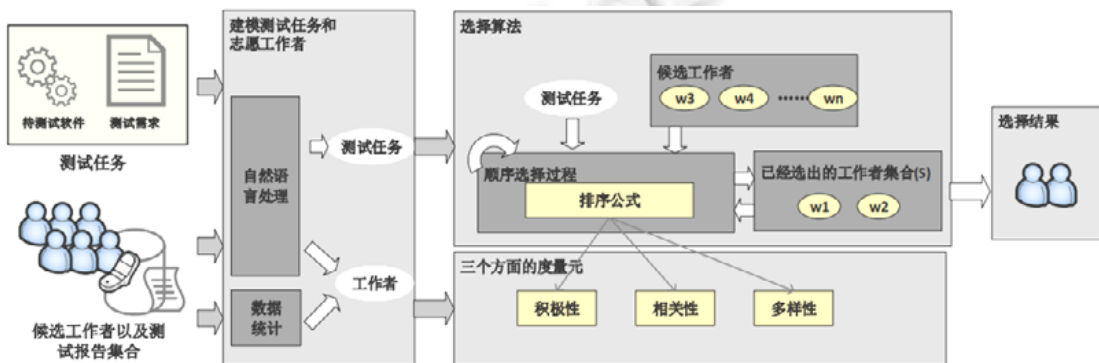 待测试软件
测试需求
测试任务
候选工作者以及测
试报告集合
建模测试任务和
志愿工作者
自然语
言处理
数据
统计
测试任务
工作者
选择算法
测试任务
候选工作者
w3
w4
······
wn
顺序选择过程
排序公式
已经选出的工作者集合(S)
w1
w2
三个方面的度量元
积极性
相关性
多样性
选择结果